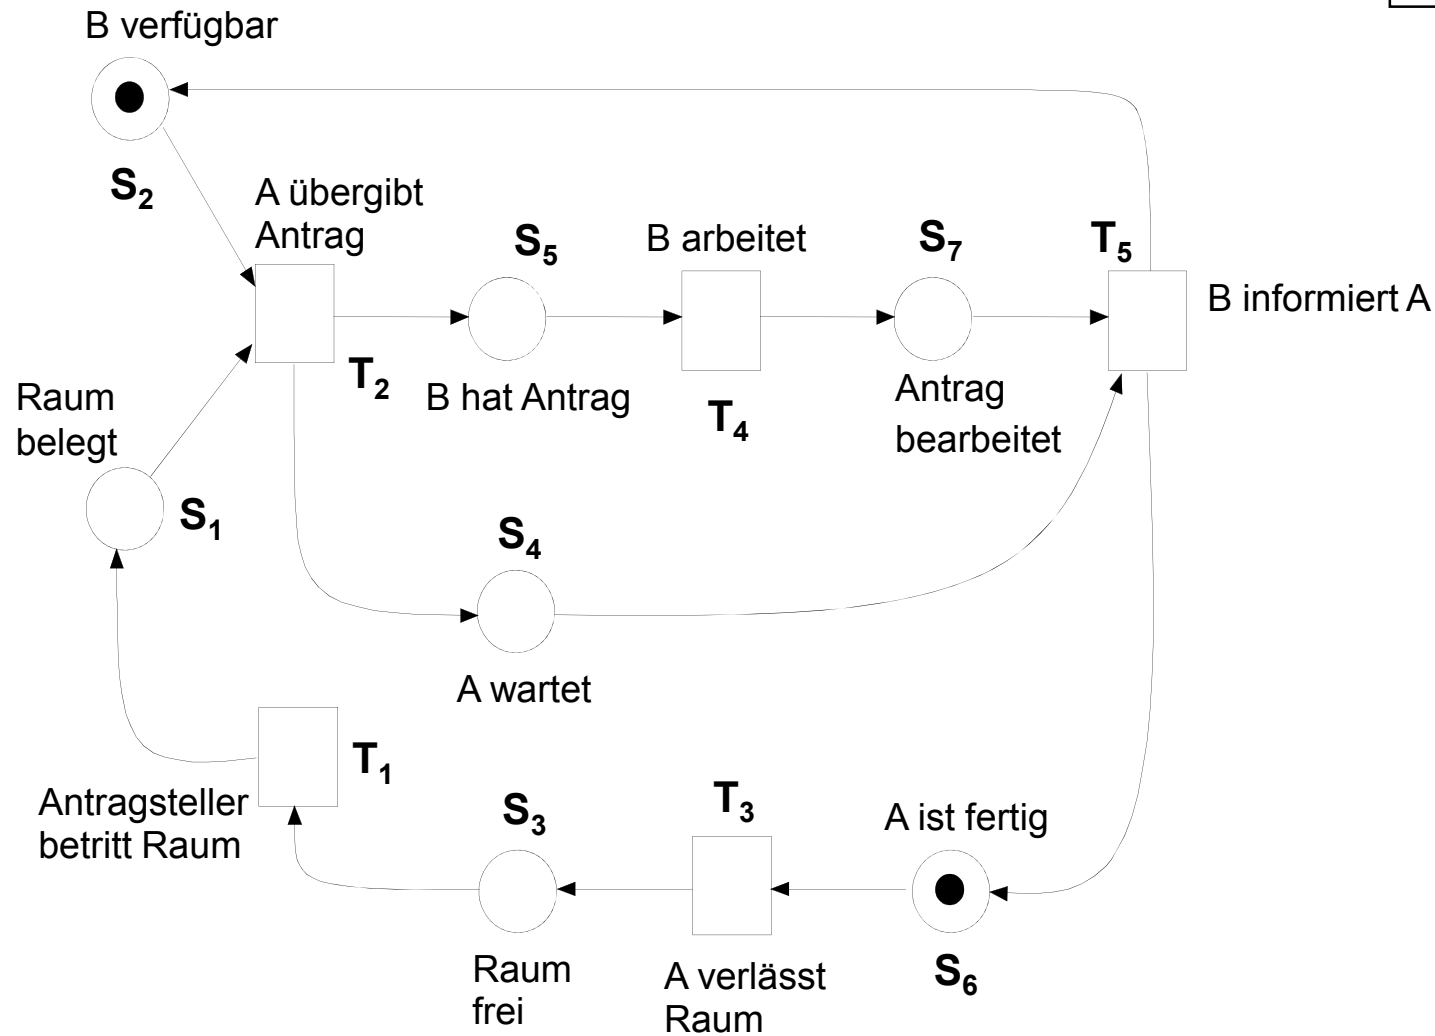 B verfügbar
S2
A übergibt
Antrag
S5
B arbeitet
S7
T5
B informiert A
T2
B hat Antrag
T4
Antrag
bearbeitet
Raum
belegt
S1
S4
A wartet
T1
Antragsteller
betritt Raum
S3
T3
A ist fertig
Raum
frei
A verlässt
Raum
S6